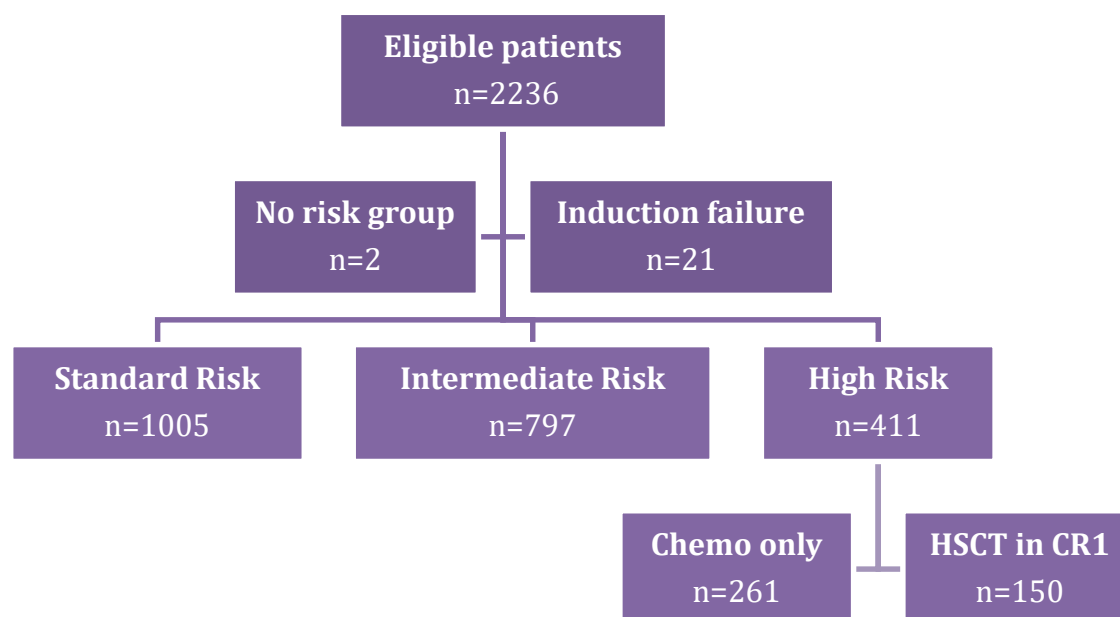 Eligible patients
n=2236
No risk group
n=2
Induction failure
n=21
Standard Risk
n=1005
Intermediate Risk
n=797
High Risk
n=411
Chemo only
n=261
HSCT in CR1
n=150